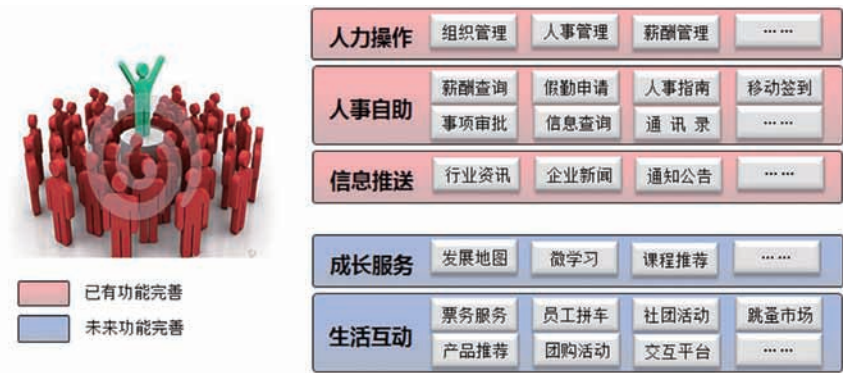 人力操作 组织管理 人事管理 薪酬管理 ……
人事自助
薪酬查询 假勤申请 人事指南 移动签到
事项审批 信息查询 通讯录 ……
信息推送 行业资讯 企业新闻 通知公告 ……
成长服务 发展地图 微学习 课程推荐 ……
生活互动
票务服务 员工拼车 社团活动 跳蚤市场
产品推荐 团购活动 交互平台 ……
已有功能完善
未来功能完善